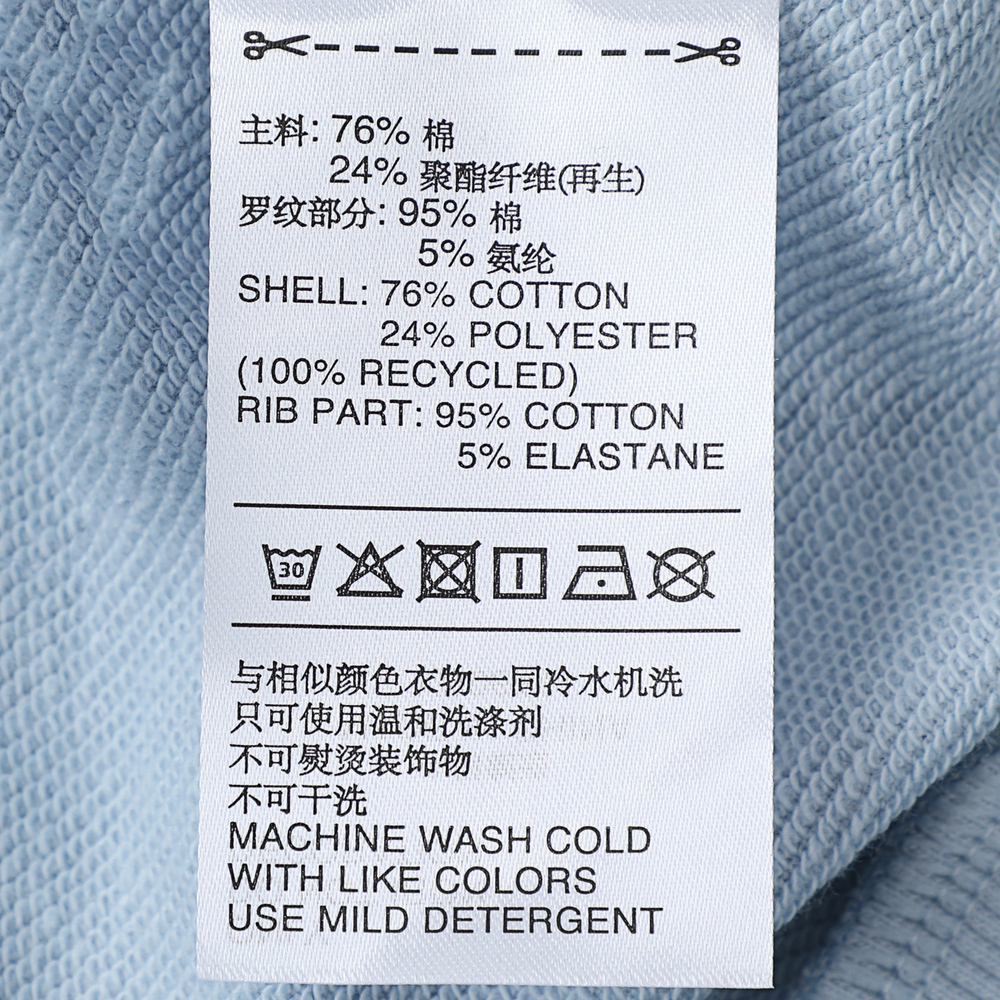 主料: 76% 棉
24% 聚酯纤维(再生)
罗纹部分: 95% 棉
5% 氨纶
SHELL: 76% COTTON
24% POLYESTER
(100% RECYCLED)
RIB PART: 95% COTTON
5% ELASTANE
30
与相似颜色衣物一同冷水机洗
只可使用温和洗涤剂
不可熨烫装饰物
不可干洗
MACHINE WASH COLD
WITH LIKE COLORS
USE MILD DETERGENT